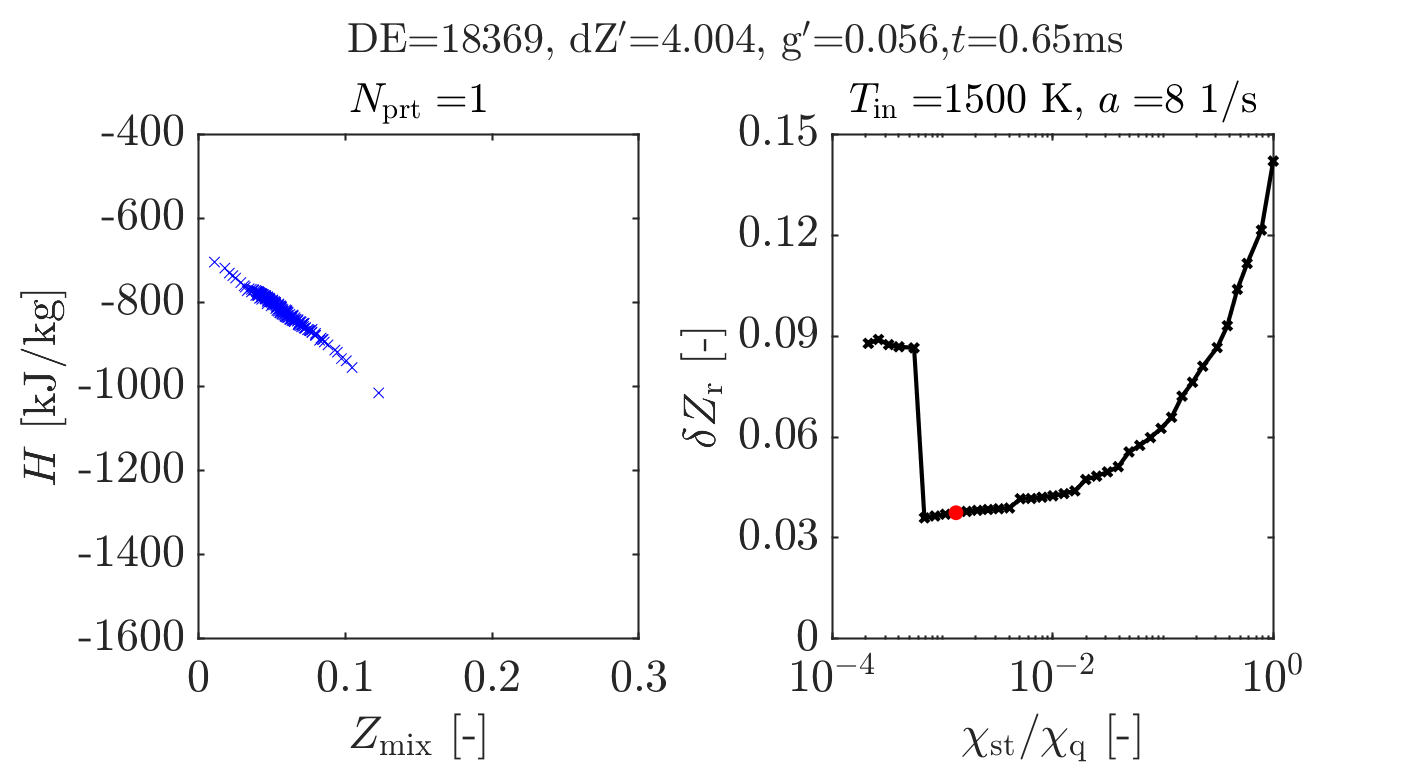 DE=18369, dZ′=4.004, g′=0.056,t=0.65ms
N_prt =1
-400
-600
-800
-1000
-1200
-1400
-1600
H [kJ/kg]
0 0.1 0.2 0.3
Z_mix [-]
T_in =1500 K, a =8 1/s
0.15
0.12
0.09
0.06
0.03
0
δZ_r [-]
10⁻⁴ 10⁻² 10⁰
χ_st/χ_q [-]